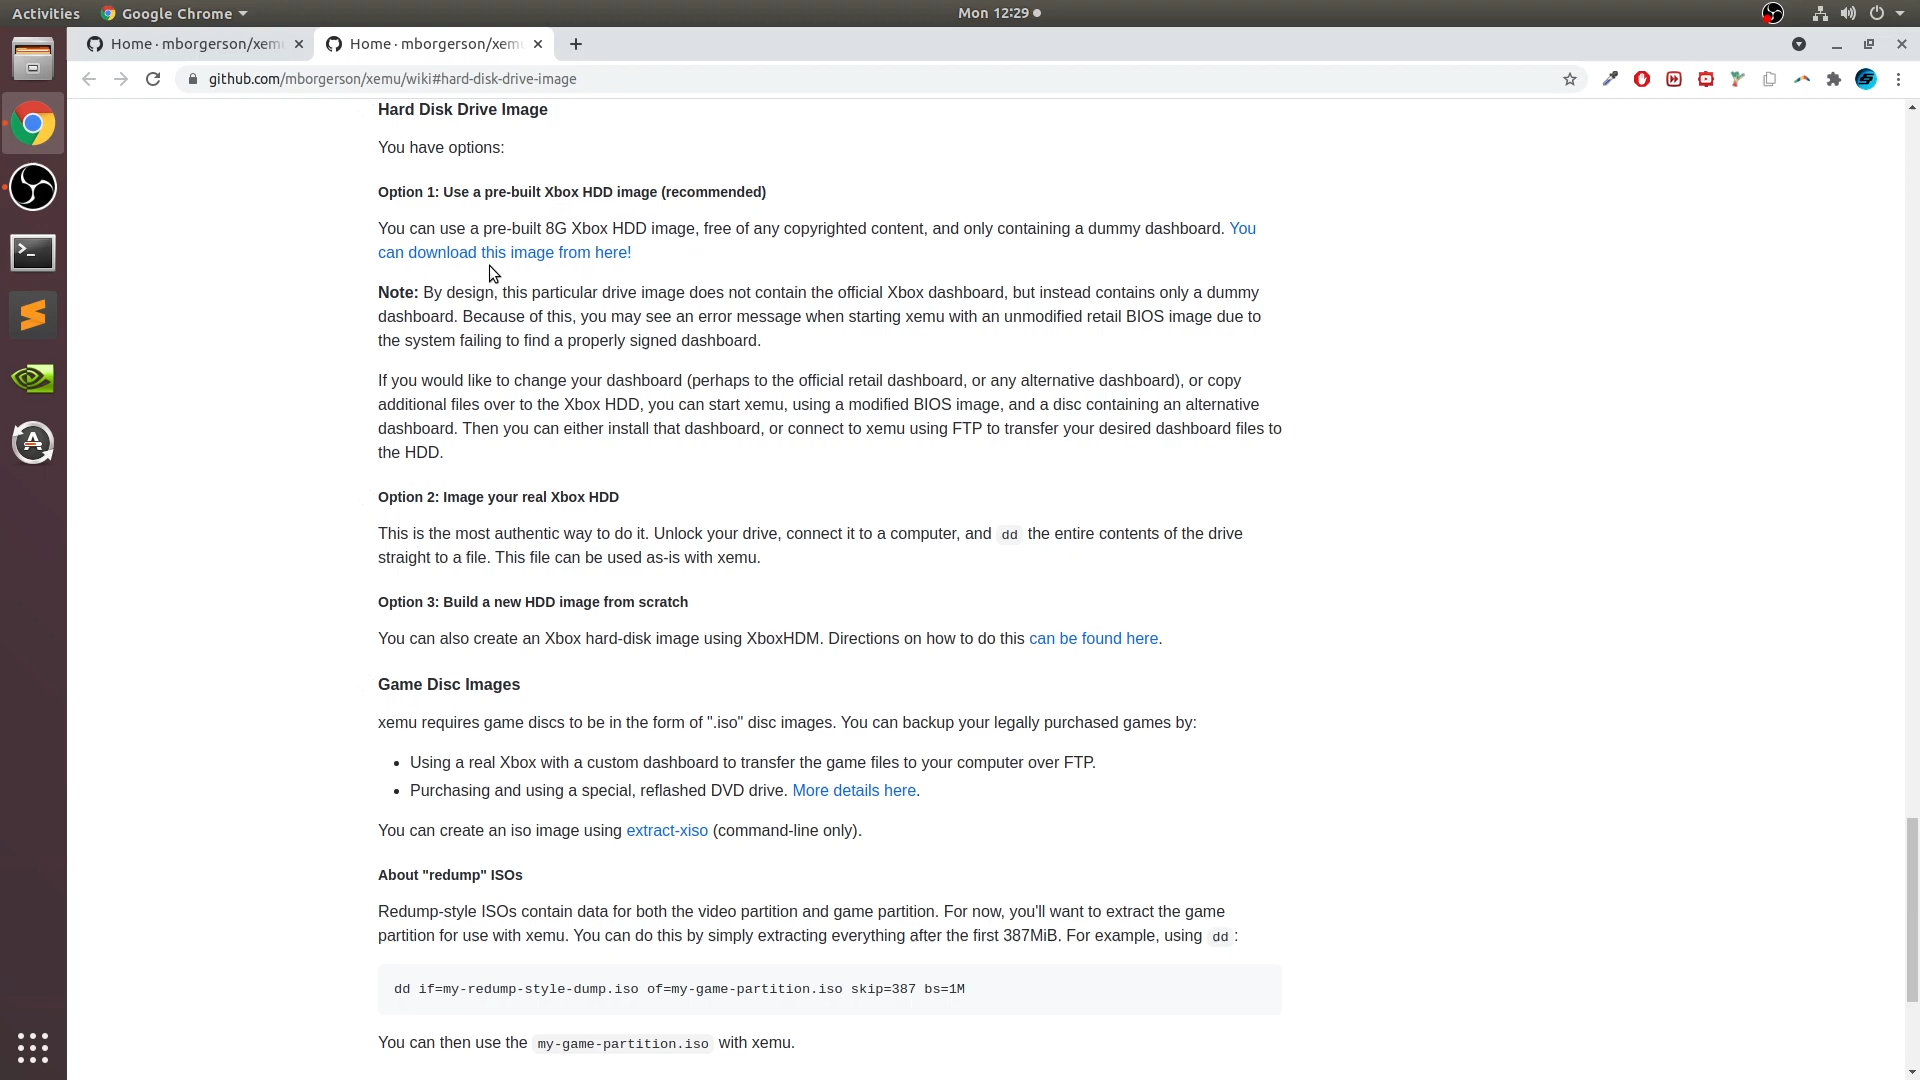 Activities
Google Chrome
Mon 12:29
Home · mborgerson/xem
Home · mborgerson/xem
github.com/mborgerson/xemu/wiki#hard-disk-drive-image
Hard Disk Drive Image
You have options:
Option 1: Use a pre-built Xbox HDD image (recommended)
You can use a pre-built 8G Xbox HDD image, free of any copyrighted content, and only containing a dummy dashboard. You
can download this image from here!
Note: By design, this particular drive image does not contain the official Xbox dashboard, but instead contains only a dummy
dashboard. Because of this, you may see an error message when starting xemu with an unmodified retail BIOS image due to
the system failing to find a properly signed dashboard.
If you would like to change your dashboard (perhaps to the official retail dashboard, or any alternative dashboard), or copy
additional files over to the Xbox HDD, you can start xemu, using a modified BIOS image, and a disc containing an alternative
dashboard. Then you can either install that dashboard, or connect to xemu using FTP to transfer your desired dashboard files to
the HDD.
Option 2: Image your real Xbox HDD
This is the most authentic way to do it. Unlock your drive, connect it to a computer, and dd the entire contents of the drive
straight to a file. This file can be used as-is with xemu.
Option 3: Build a new HDD image from scratch
You can also create an Xbox hard-disk image using XboxHDM. Directions on how to do this can be found here.
Game Disc Images
xemu requires game discs to be in the form of ".iso" disc images. You can backup your legally purchased games by:
• Using a real Xbox with a custom dashboard to transfer the game files to your computer over FTP.
• Purchasing and using a special, reflashed DVD drive. More details here.
You can create an iso image using extract-xiso (command-line only).
About "redump" ISOs
Redump-style ISOs contain data for both the video partition and game partition. For now, you'll want to extract the game
partition for use with xemu. You can do this by simply extracting everything after the first 387MiB. For example, using dd :
dd if=my-redump-style-dump.iso of=my-game-partition.iso skip=387 bs=1M
You can then use the my-game-partition.iso with xemu.